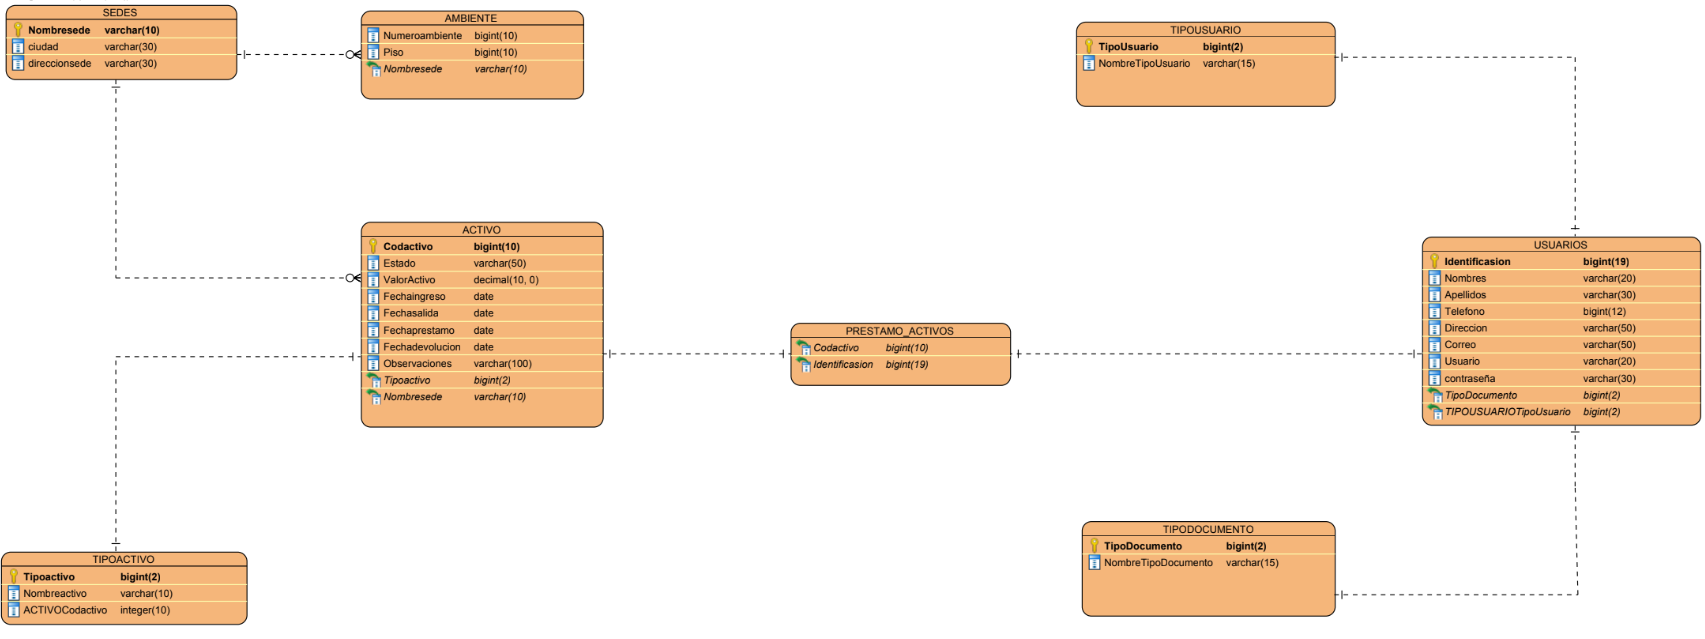 SEDES
Nombresede varchar(10)
ciudad varchar(30)
direccionsede varchar(30)
AMBIENTE
Numeroambiente bigint(10)
Piso bigint(10)
Nombresede varchar(10)
TIPOUSUARIO
TipoUsuario bigint(2)
NombreTipoUsuario varchar(15)
ACTIVO
Codactivo bigint(10)
Estado varchar(50)
ValorActivo decimal(10, 0)
Fechaingreso date
Fechasalida date
Fechaprestamo date
Fechadevolucion date
Observaciones varchar(100)
Tipoactivo bigint(2)
Nombresede varchar(10)
PRESTAMO_ACTIVOS
Codactivo bigint(10)
Identificasion bigint(19)
USUARIOS
Identificasion bigint(19)
Nombres varchar(20)
Apellidos varchar(30)
Telefono bigint(12)
Direccion varchar(50)
Correo varchar(50)
Usuario varchar(20)
contraseña varchar(30)
TipoDocumento bigint(2)
TIPOUSUARIOTipoUsuario bigint(2)
TIPOACTIVO
Tipoactivo bigint(2)
Nombreactivo varchar(10)
ACTIVOCodactivo integer(10)
TIPODOCUMENTO
TipoDocumento bigint(2)
NombreTipoDocumento varchar(15)